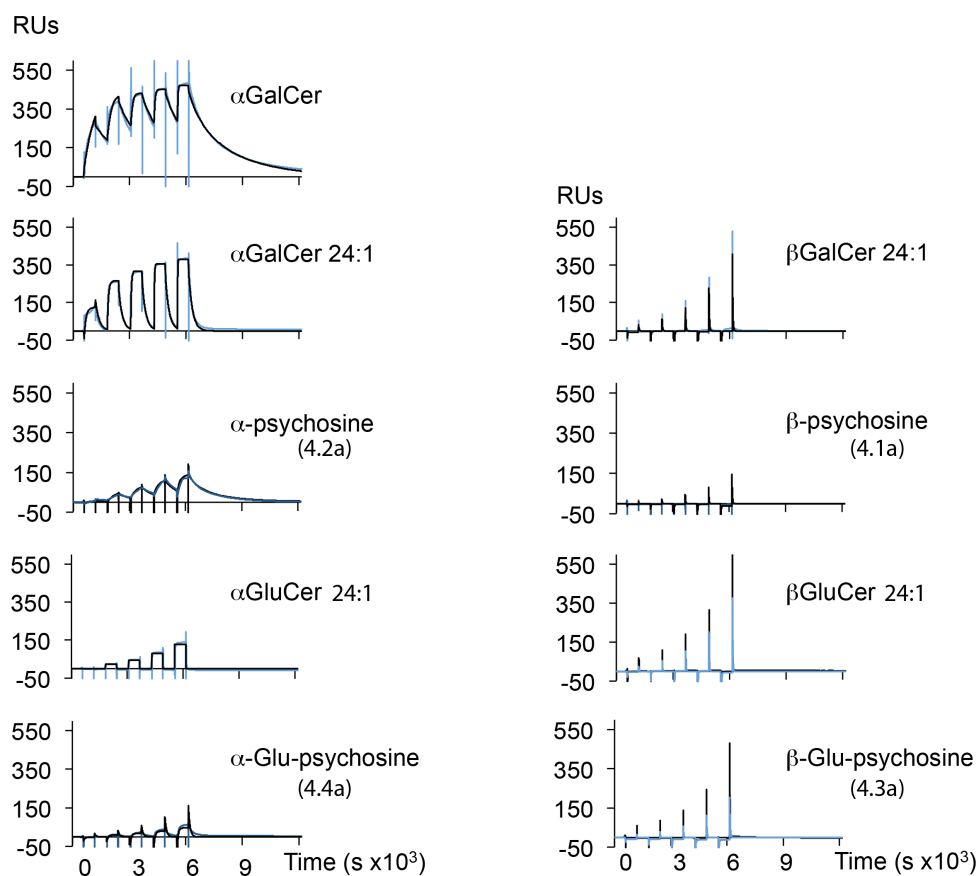 RUs
550
350
150
-50
αGalCer
550
350
150
-50
αGalCer 24:1
550
350
150
-50
α-psychosine
(4.2a)
550
350
150
-50
αGluCer 24:1
550
350
150
-50
α-Glu-psychosine
(4.4a)
0 3 6 9 Time (s x10³)
RUs
550
350
150
-50
βGalCer 24:1
550
350
150
-50
β-psychosine
(4.1a)
550
350
150
-50
βGluCer 24:1
550
350
150
-50
β-Glu-psychosine
(4.3a)
0 3 6 9 Time (s x10³)